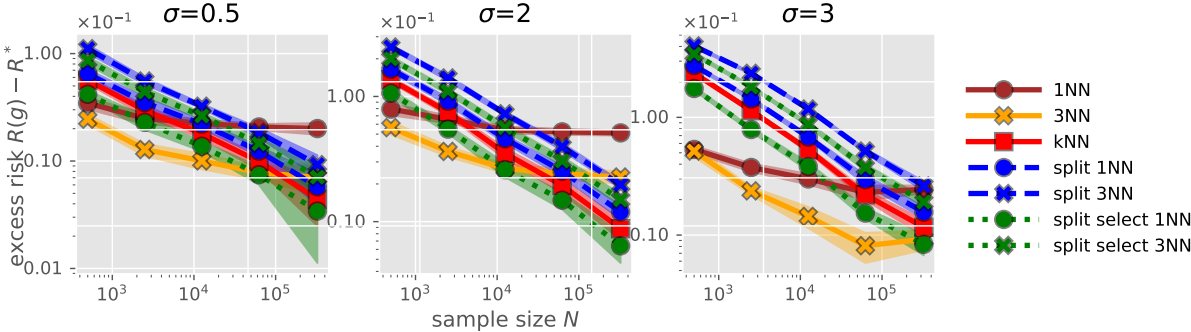 σ=0.5
σ=2
σ=3
×10⁻¹
×10⁻¹
×10⁻¹
excess risk R(g) − R*
1.00
0.10
0.01
1.00
0.10
1.00
0.10
10³
10⁴
10⁵
10³
10⁴
10⁵
10³
10⁴
10⁵
sample size N
1NN
3NN
kNN
split 1NN
split 3NN
split select 1NN
split select 3NN